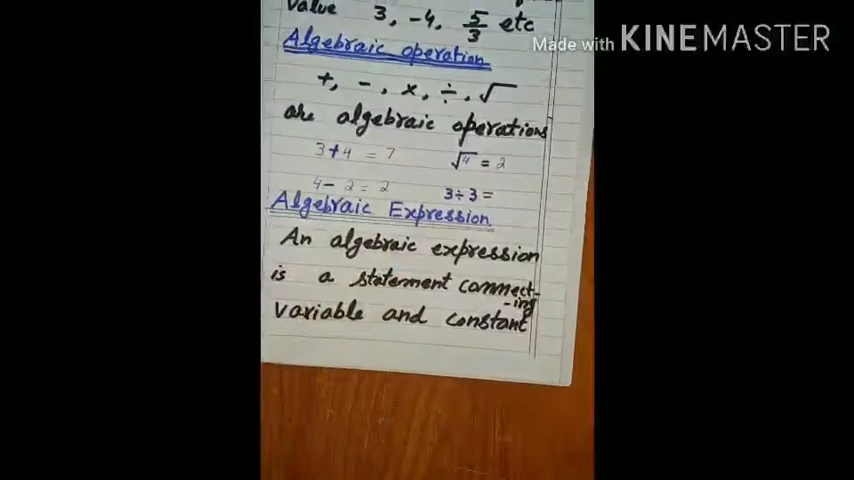 value 3, -4, 5/3 etc
Made with KINEMASTER
Algebraic operation
+, -, ×, ÷, √
are algebraic operations
3+4 = 7 √4 = 2
4- 2 = 2 3÷3=
Algebraic Expression
An algebraic expression
is a statement connect-
-ing
variable and constant